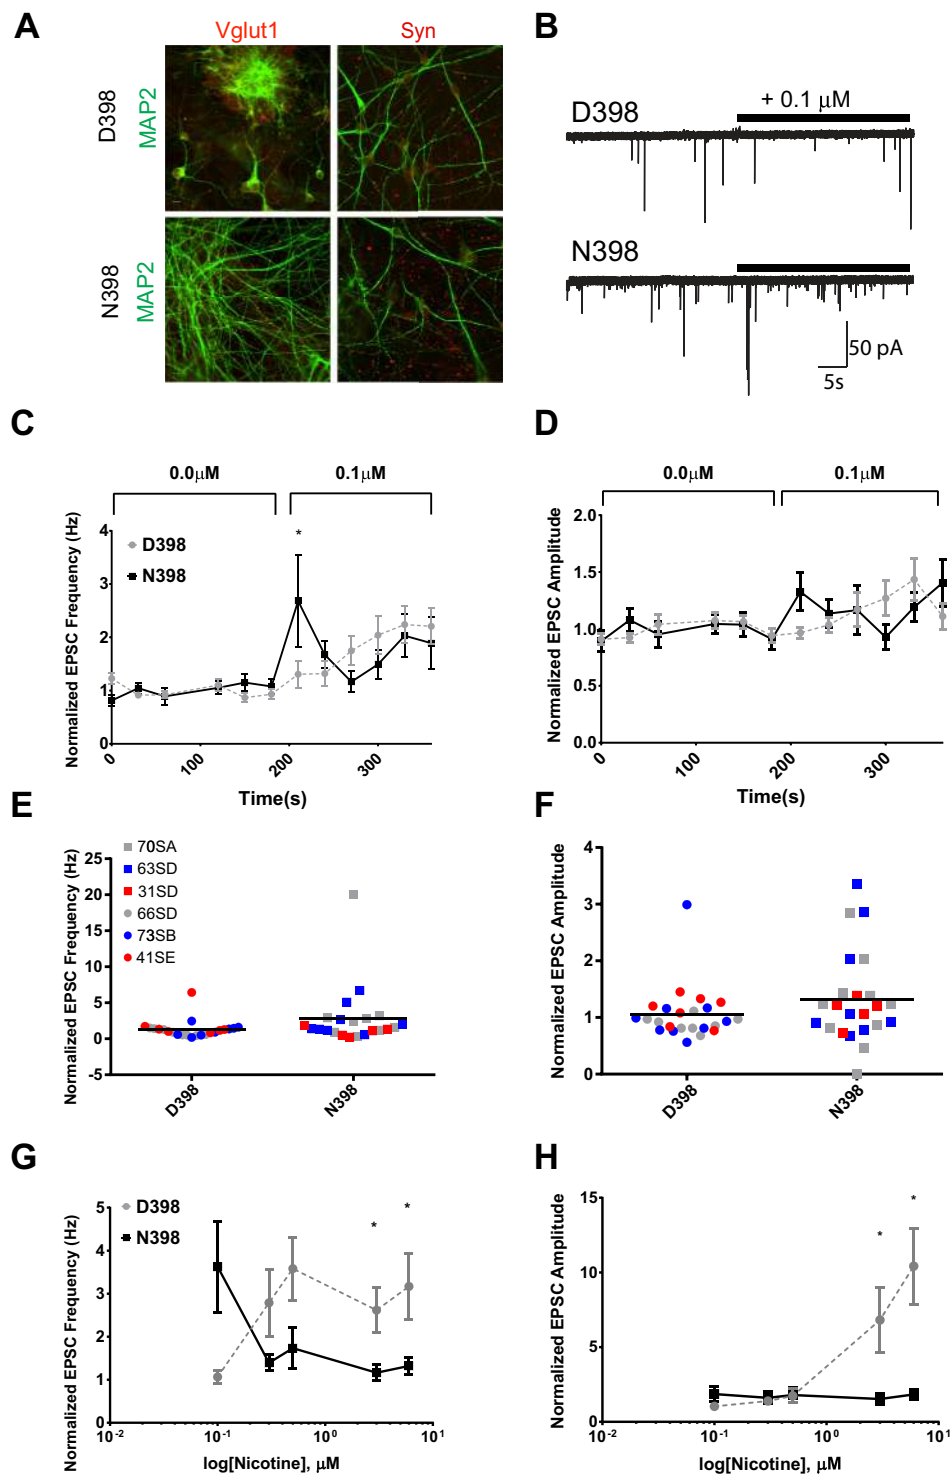 A
Vglut1
Syn
D398
MAP2
N398
MAP2
B
D398
+ 0.1 µM
N398
50 pA
5s
C
0.0µM
0.1µM
Normalized EPSC Frequency (Hz)
4
3
2
1
0
*
D398
N398
0
100
200
300
Time(s)
D
0.0µM
0.1µM
Normalized EPSC Amplitude
2.0
1.5
1.0
0.5
0.0
0
100
200
300
Time(s)
E
Normalized EPSC Frequency (Hz)
25
20
15
10
5
0
-5
70SA
63SD
31SD
66SD
73SB
41SE
D398
N398
F
Normalized EPSC Amplitude
4
3
2
1
0
D398
N398
G
Normalized EPSC Frequency (Hz)
5
4
3
2
1
0
D398
N398
*
*
10-2
10-1
100
101
log[Nicotine], µM
H
Normalized EPSC Amplitude
15
10
5
0
*
*
10-2
10-1
100
101
log[Nicotine], µM